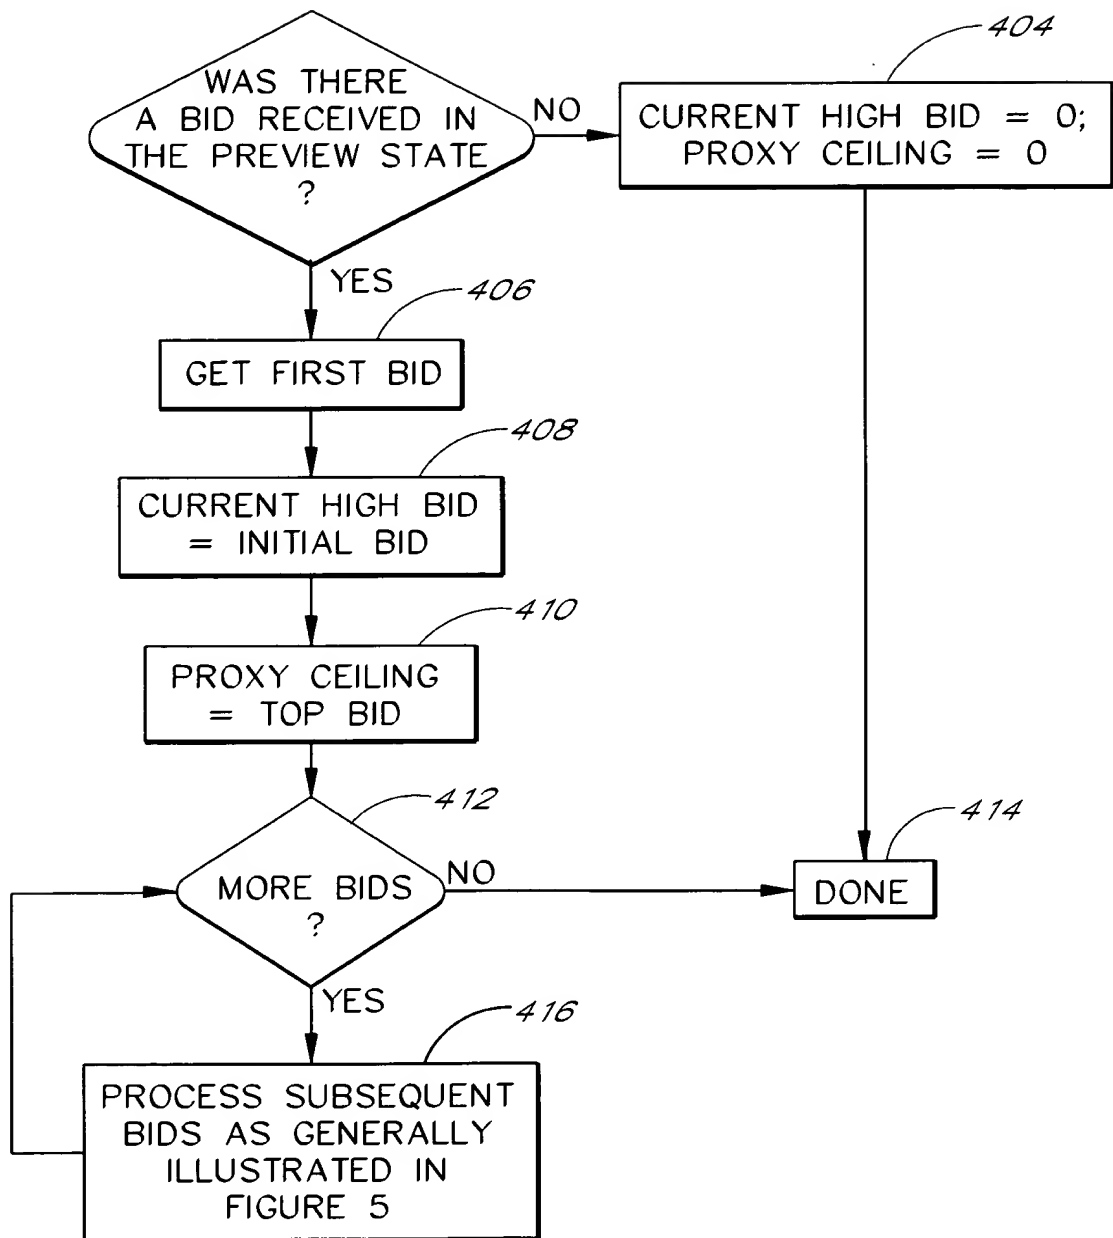 WAS THERE
A BID RECEIVED IN
THE PREVIEW STATE
?
NO
404
CURRENT HIGH BID = 0;
PROXY CEILING = 0
YES
406
GET FIRST BID
408
CURRENT HIGH BID
= INITIAL BID
410
PROXY CEILING
= TOP BID
412
MORE BIDS
?
NO
414
DONE
YES
416
PROCESS SUBSEQUENT
BIDS AS GENERALLY
ILLUSTRATED IN
FIGURE 5